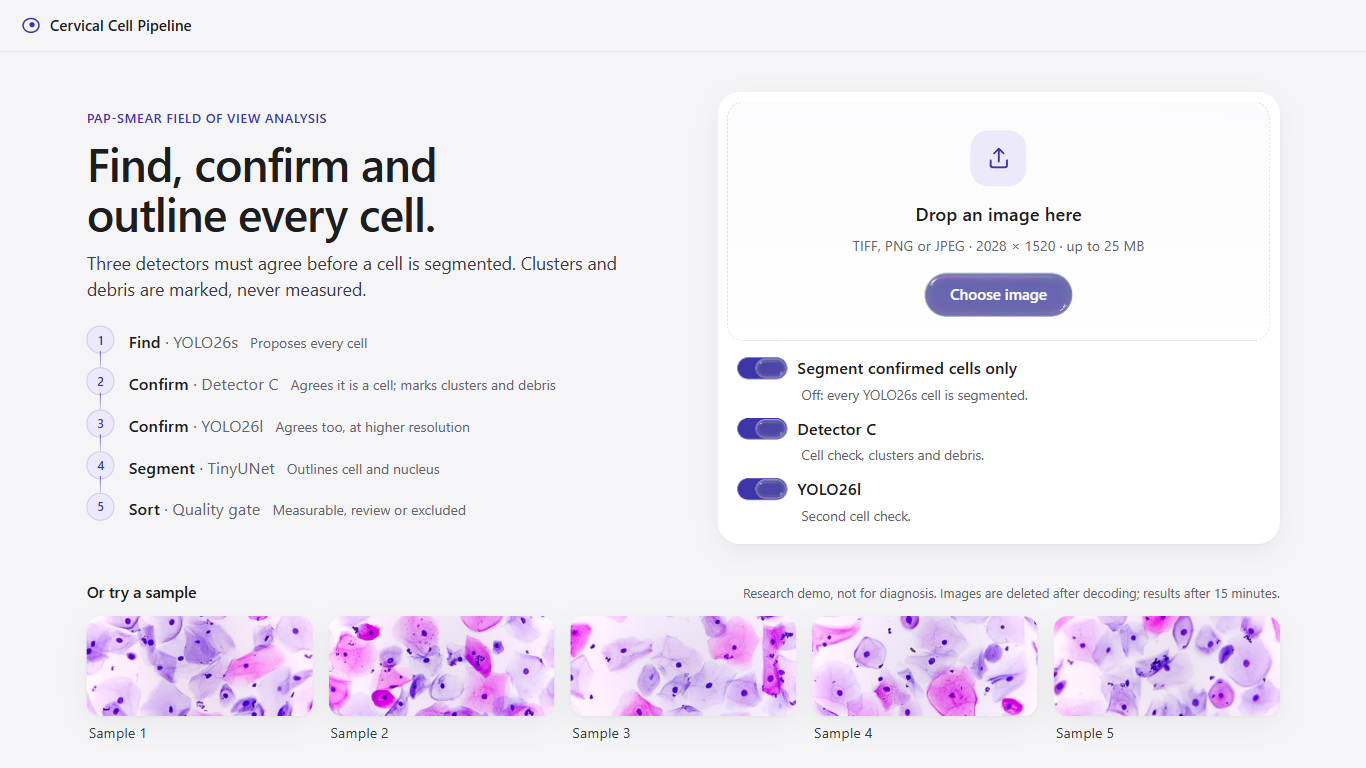 Cervical Cell Pipeline
PAP-SMEAR FIELD OF VIEW ANALYSIS
Find, confirm and
outline every cell.
Three detectors must agree before a cell is segmented. Clusters and
debris are marked, never measured.
1 Find · YOLO26s Proposes every cell
2 Confirm · Detector C Agrees it is a cell; marks clusters and debris
3 Confirm · YOLO26l Agrees too, at higher resolution
4 Segment · TinyUNet Outlines cell and nucleus
5 Sort · Quality gate Measurable, review or excluded
Drop an image here
TIFF, PNG or JPEG · 2028 × 1520 · up to 25 MB
Choose image
Segment confirmed cells only
Off: every YOLO26s cell is segmented.
Detector C
Cell check, clusters and debris.
YOLO26l
Second cell check.
Or try a sample
Research demo, not for diagnosis. Images are deleted after decoding; results after 15 minutes.
Sample 1
Sample 2
Sample 3
Sample 4
Sample 5